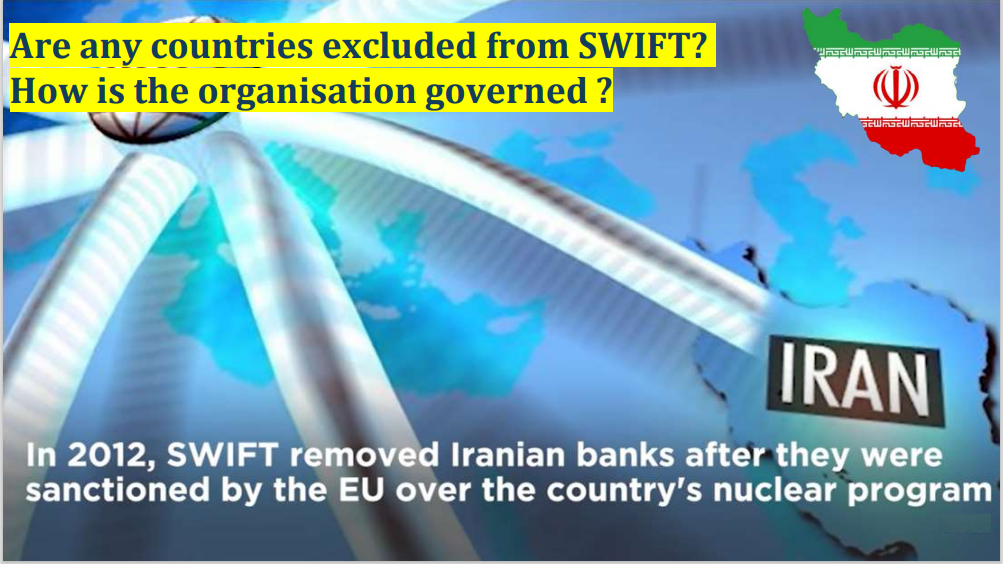 Are any countries excluded from SWIFT?
How is the organisation governed ?
IRAN
In 2012, SWIFT removed Iranian banks after they were
sanctioned by the EU over the country's nuclear program